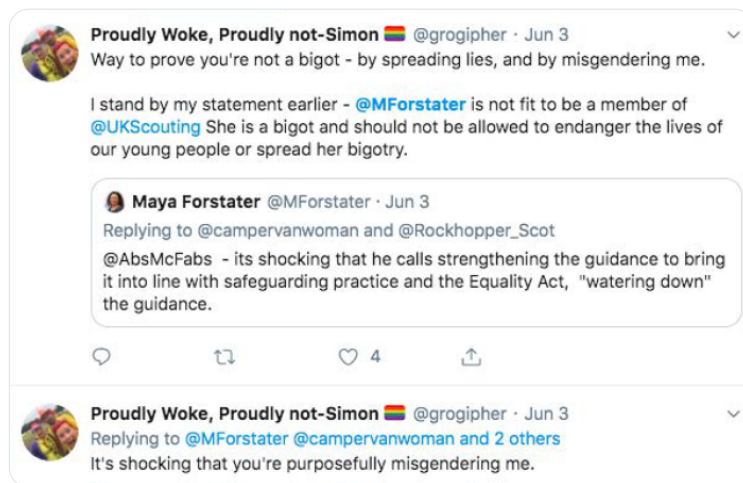 Proudly Woke, Proudly not-Simon 🏳️‍🌈 @grogipher · Jun 3
Way to prove you're not a bigot - by spreading lies, and by misgendering me.
I stand by my statement earlier - @MForstater is not fit to be a member of
@UKScouting She is a bigot and should not be allowed to endanger the lives of
our young people or spread her bigotry.
Maya Forstater @MForstater · Jun 3
Replying to @campervanwoman and @Rockhopper_Scot
@AbsMcFabs - its shocking that he calls strengthening the guidance to bring
it into line with safeguarding practice and the Equality Act, "watering down"
the guidance.
4
Proudly Woke, Proudly not-Simon 🏳️‍🌈 @grogipher · Jun 3
Replying to @MForstater @campervanwoman and 2 others
It's shocking that you're purposefully misgendering me.